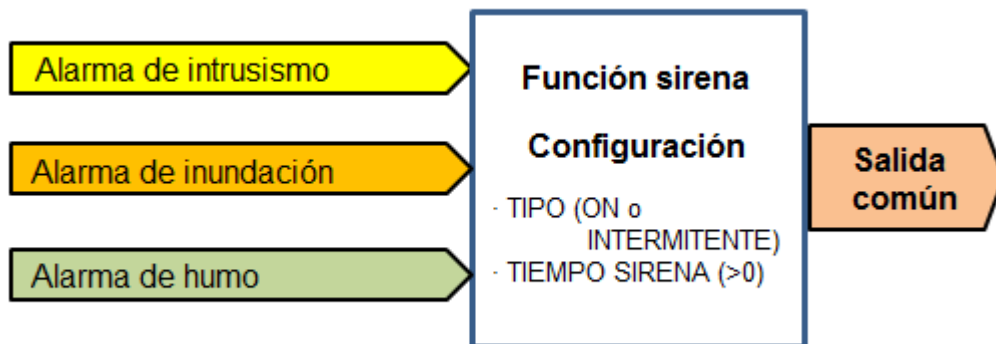 Alarma de intrusismo
Alarma de inundación
Alarma de humo
Función sirena
Configuración
· TIPO (ON o
INTERMITENTE)
· TIEMPO SIRENA (>0)
Salida
común